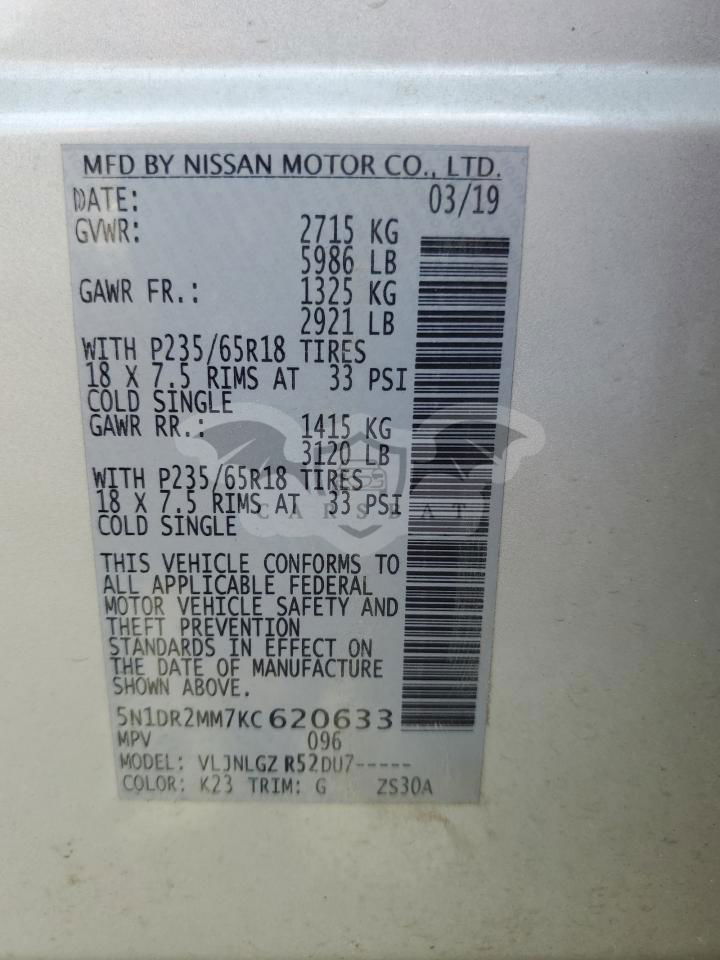 MFD BY NISSAN MOTOR CO., LTD.
DATE: 03/19
GVWR: 2715 KG
5986 LB
GAWR FR.: 1325 KG
2921 LB
WITH P235/65R18 TIRES
18 X 7.5 RIMS AT 33 PSI
COLD SINGLE
GAWR RR.: 1415 KG
3120 LB
WITH P235/65R18 TIRES
18 X 7.5 RIMS AT 33 PSI
CARSBAT
COLD SINGLE
THIS VEHICLE CONFORMS TO
ALL APPLICABLE FEDERAL
MOTOR VEHICLE SAFETY AND
THEFT PREVENTION
STANDARDS IN EFFECT ON
THE DATE OF MANUFACTURE
SHOWN ABOVE.
5N1DR2MM7KC620633
MPV 096
MODEL: VLJNLGZ R52DU7-----
COLOR: K23 TRIM: G ZS30A